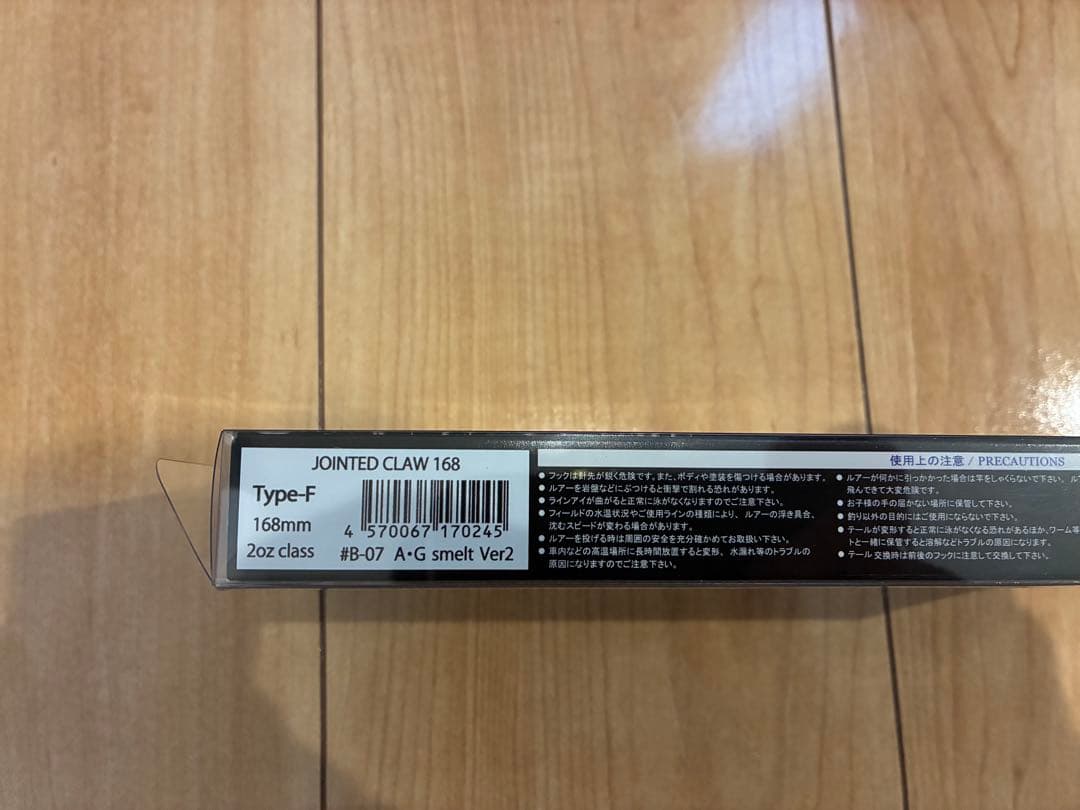 JOINTED CLAW 168
Type-F
168mm
2oz class
4 570067 170245
#B-07 A・G smelt Ver2
使用上の注意 / PRECAUTIONS
● フックは針先が鋭く危険です。また、ボディや塗装を傷つける場合があります。
● ルアーを岩盤などにぶつけると衝撃で割れる恐れがあります。
● ラインアイが曲がると正常に泳がなくなりますのでご注意下さい。
● フィールドの水温状況やご使用ラインの種類により、ルアーの浮き具合、
沈むスピードが変わる場合があります。
● ルアーを投げる時は周囲の安全を充分確かめてお取扱い下さい。
● 車内などの高温場所に長時間放置すると変形、水漏れ等のトラブルの
原因になりますのでご注意下さい。
● ルアーが何かに引っかかった場合は竿をしゃくらないで下さい。ル
飛んできて大変危険です。
● お子様の手の届かない場所に保管して下さい。
● 釣り以外の目的にはご使用にならないで下さい。
● テールが変形すると正常に泳がなくなる恐れがあるほか、ワーム等
トと一緒に保管すると溶解などトラブルの原因になります。
● テール交換時は前後のフックに注意して交換して下さい。